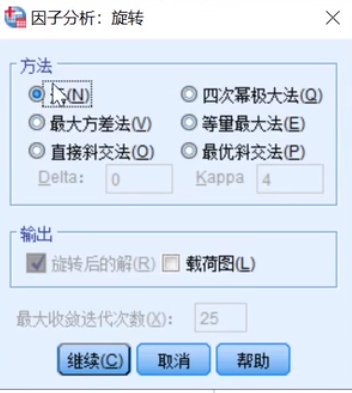 因子分析：旋转
方法
(N)
四次幂极大法(Q)
最大方差法(V)
等量最大法(E)
直接斜交法(O)
最优斜交法(P)
Delta: 0
Kappa 4
输出
旋转后的解(R)
载荷图(L)
最大收敛迭代次数(X): 25
继续(C)
取消
帮助